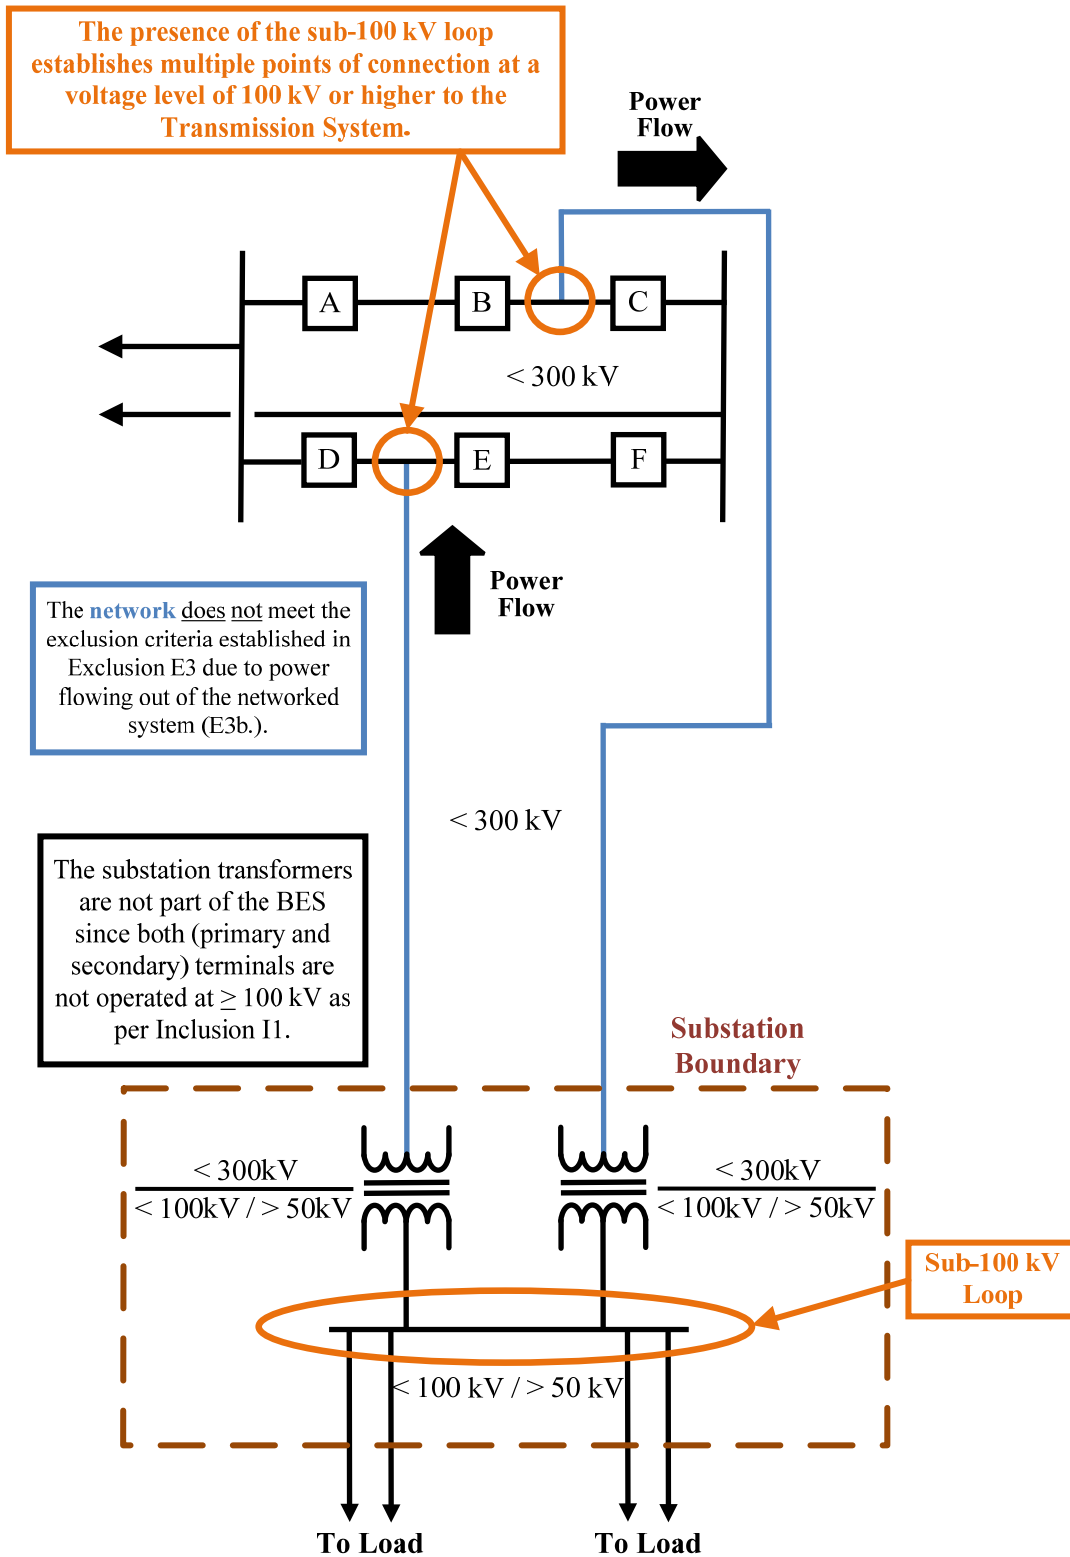 The presence of the sub-100 kV loop
establishes multiple points of connection at a
voltage level of 100 kV or higher to the
Transmission System.
Power
Flow
A
B
C
< 300 kV
D
E
F
Power
Flow
The network does not meet the
exclusion criteria established in
Exclusion E3 due to power
flowing out of the networked
system (E3b.).
< 300 kV
The substation transformers
are not part of the BES
since both (primary and
secondary) terminals are
not operated at ≥ 100 kV as
per Inclusion I1.
Substation
Boundary
< 300kV
< 100kV / > 50kV
< 300kV
< 100kV / > 50kV
Sub-100 kV
Loop
< 100 kV / > 50 kV
To Load
To Load